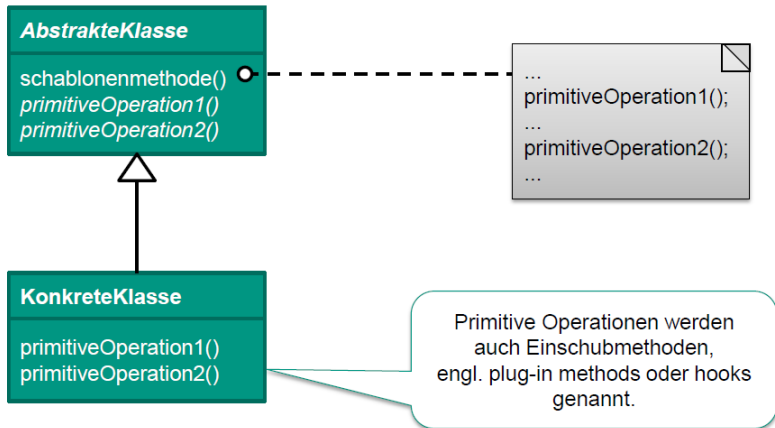 AbstrakteKlasse
schablonenmethode()
primitiveOperation1()
primitiveOperation2()
...
primitiveOperation1();
...
primitiveOperation2();
...
KonkreteKlasse
primitiveOperation1()
primitiveOperation2()
Primitive Operationen werden
auch Einschubmethoden,
engl. plug-in methods oder hooks
genannt.